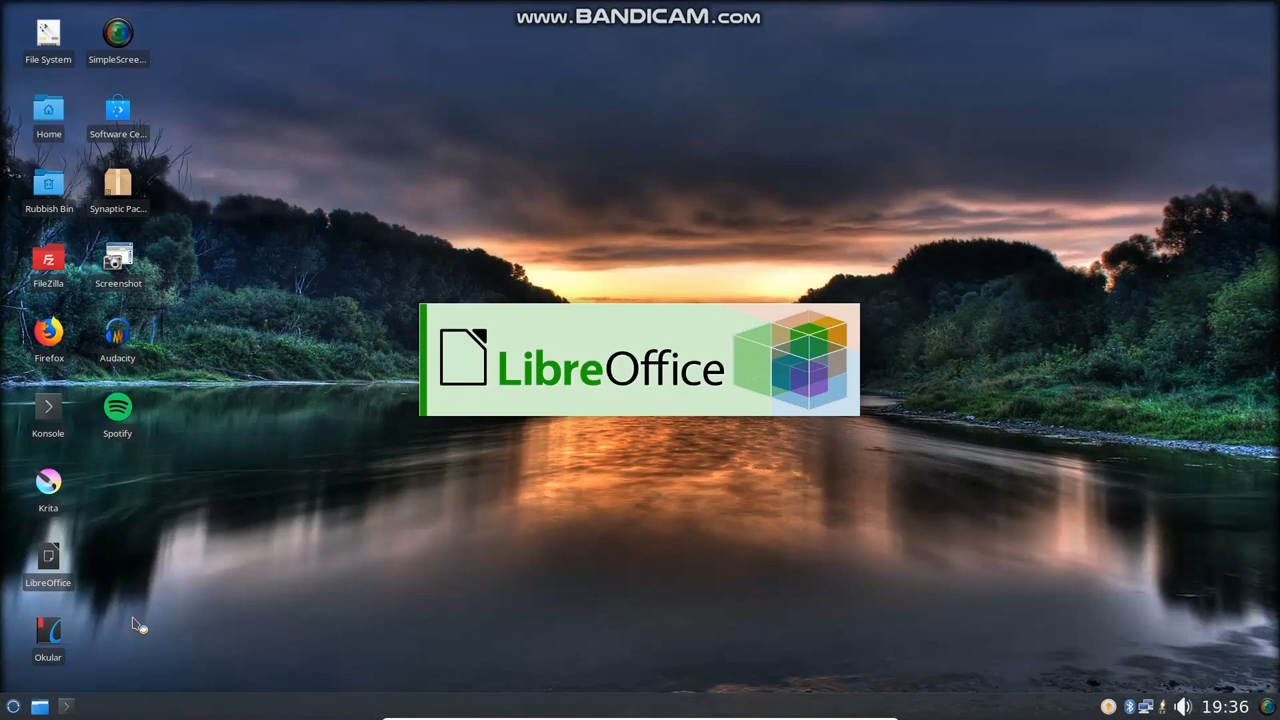 www.BANDICAM.com
File System
SimpleScree...
Home
Software Ce...
Rubbish Bin
Synaptic Pac...
FileZilla
Screenshot
Firefox
Audacity
LibreOffice
Konsole
Spotify
Krita
LibreOffice
Okular
19:36